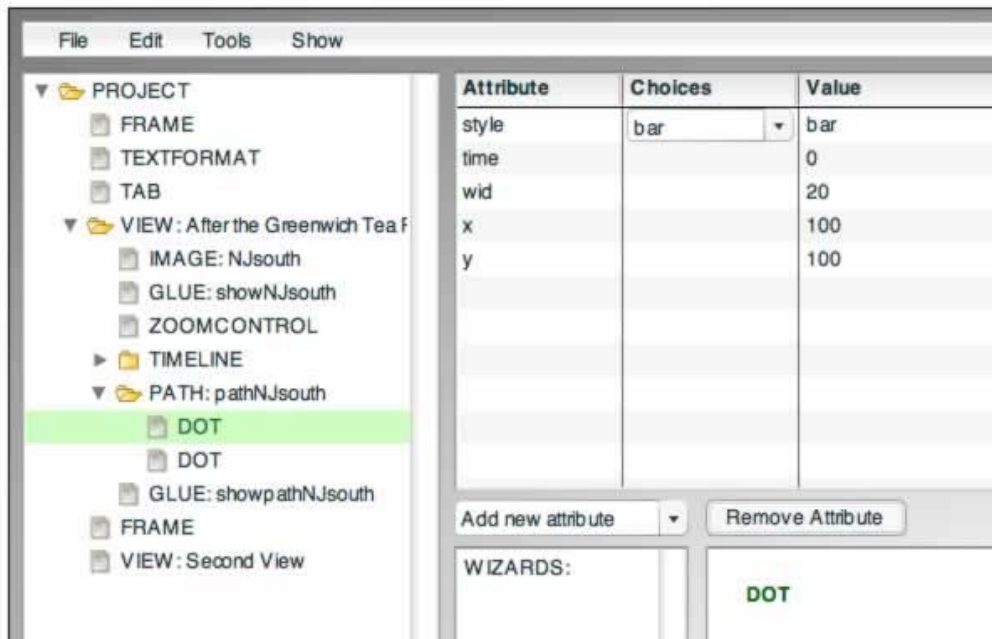 File Edit Tools Show
PROJECT
FRAME
TEXTFORMAT
TAB
VIEW: After the Greenwich Tea
IMAGE: NJsouth
GLUE: showNJsouth
ZOOMCONTROL
TIMELINE
PATH: pathNJsouth
DOT
DOT
GLUE: showpathNJsouth
FRAME
VIEW: Second View
Attribute Choices Value
style bar bar
time 0
wid 20
x 100
y 100
Add new attribute Remove Attribute
WIZARDS:
DOT